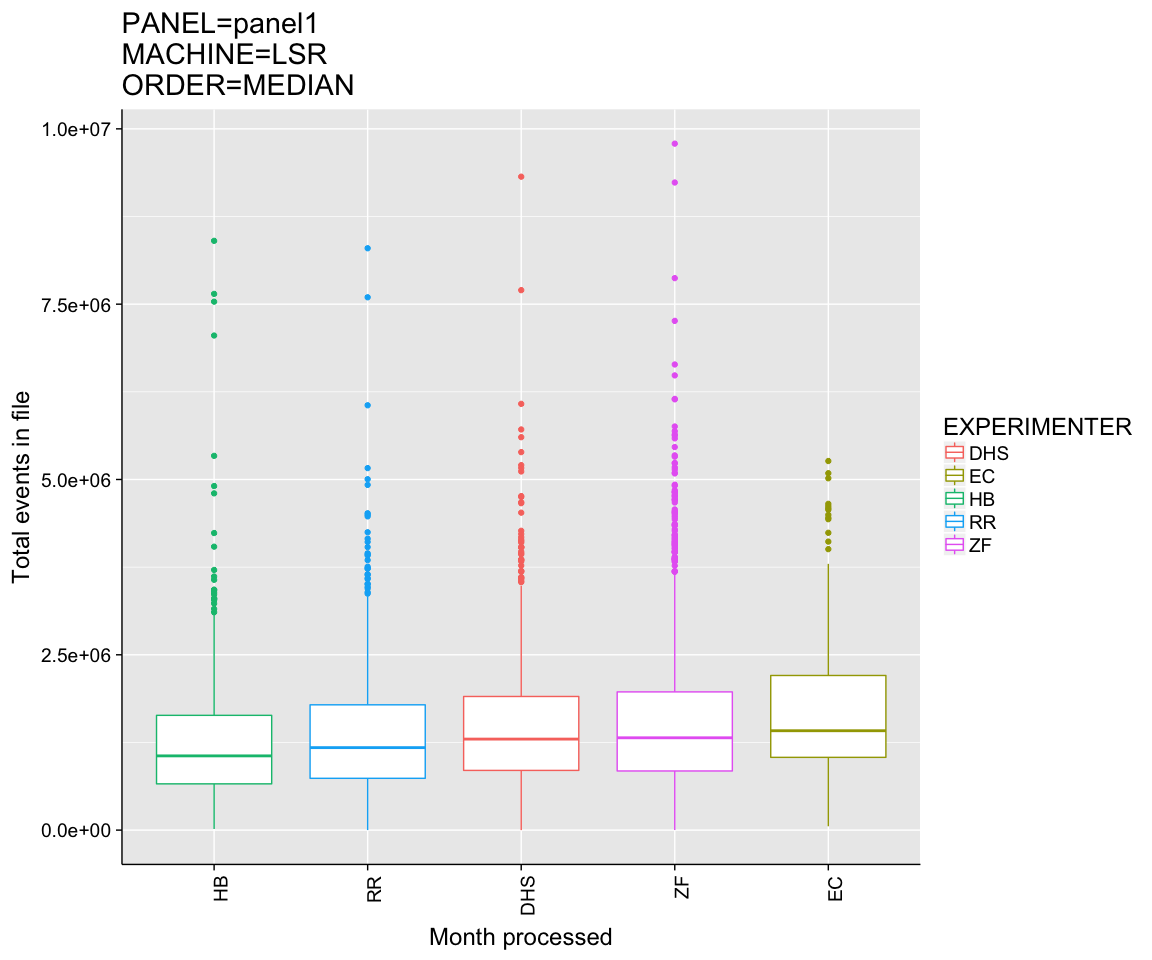 PANEL=panel1
MACHINE=LSR
ORDER=MEDIAN
Total events in file
1.0e+07
7.5e+06
5.0e+06
2.5e+06
0.0e+00
HB
RR
DHS
ZF
EC
Month processed
EXPERIMENTER
DHS
EC
HB
RR
ZF